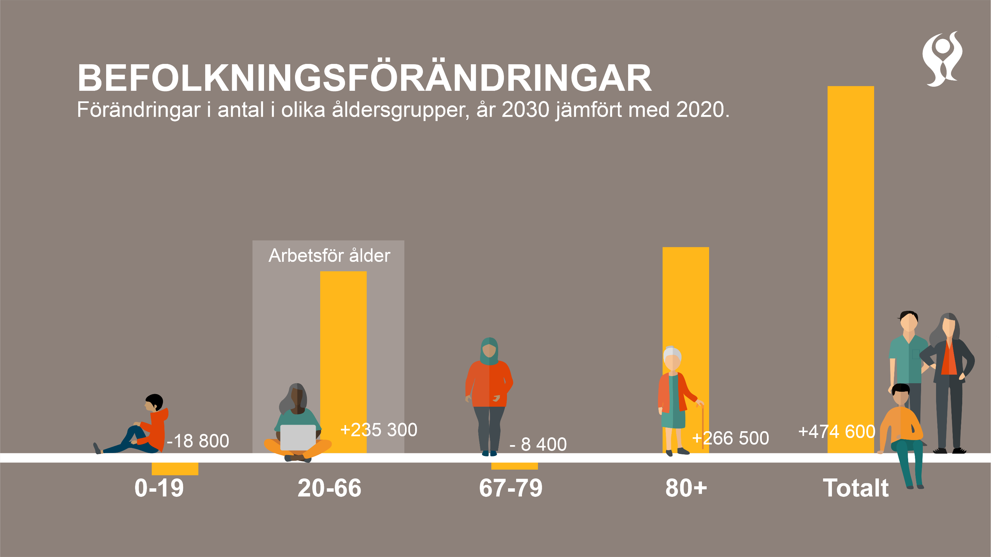 BEFOLKNINGSFÖRÄNDRINGAR
Förändringar i antal i olika åldersgrupper, år 2030 jämfört med 2020.
Arbetsför ålder
-18 800
+235 300
- 8 400
+266 500
+474 600
0-19
20-66
67-79
80+
Totalt